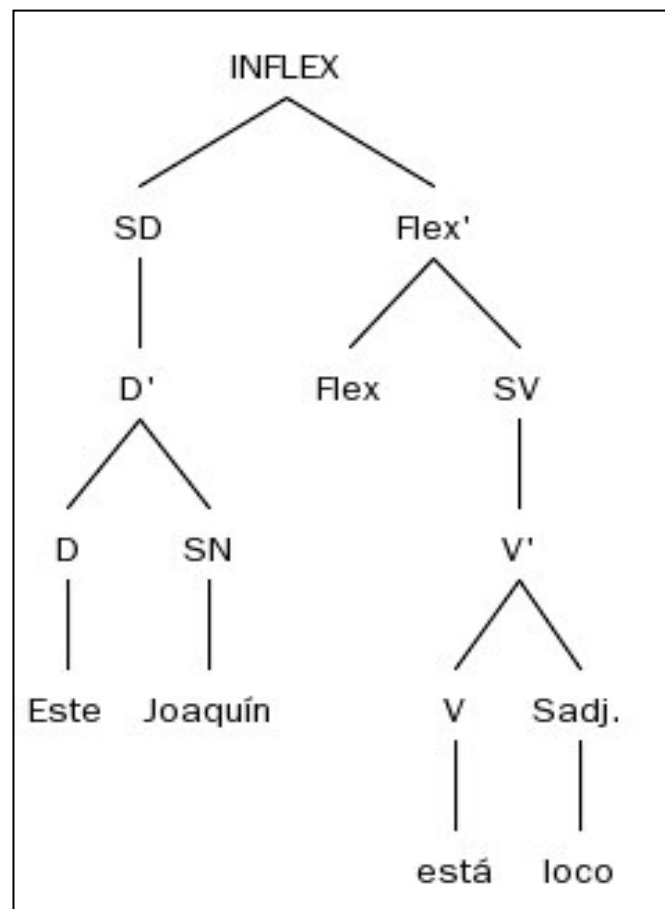 INFLEX
SD Flex'
D' Flex SV
D SN V'
Este Joaquín V Sadj.
está loco